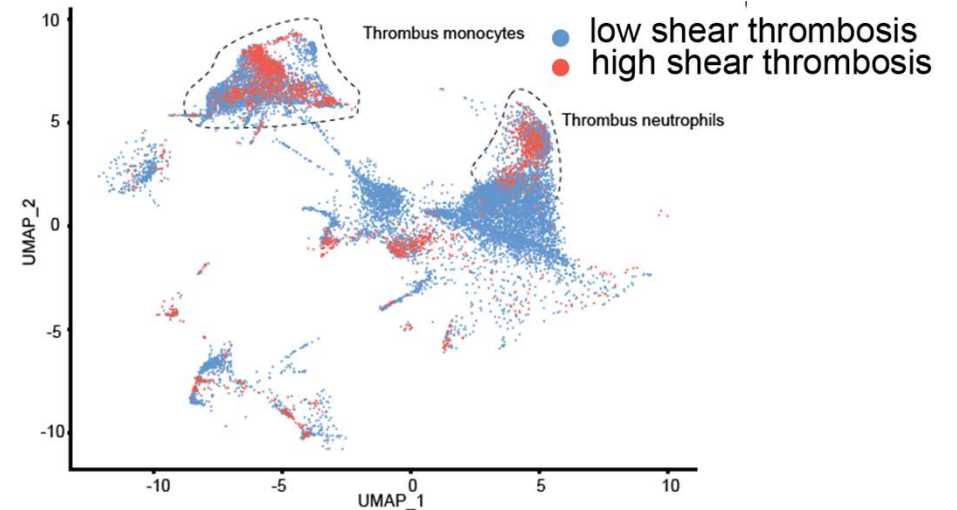 Thrombus monocytes
low shear thrombosis
high shear thrombosis
Thrombus neutrophils
10
5
0
-5
-10
UMAP_2
-10
-5
0
5
10
UMAP_1